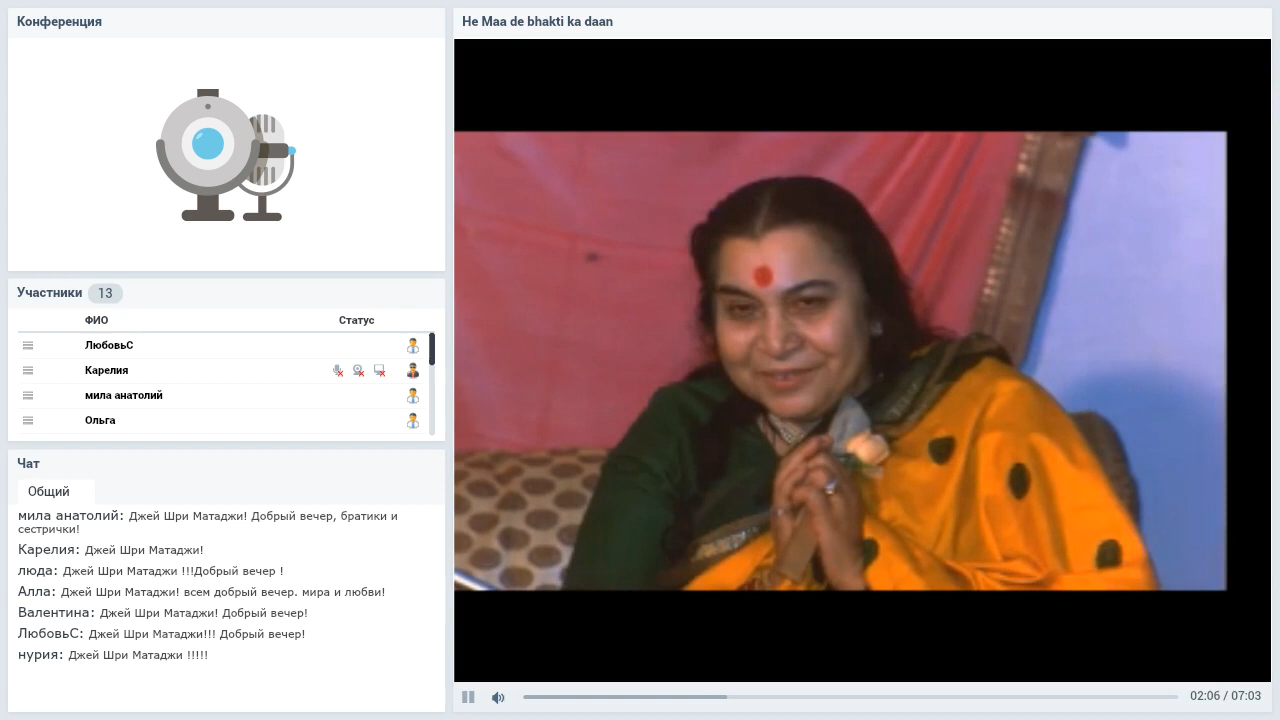 Конференция
Не Maa de bhakti ka daan
Участники 13
ФИО Статус
ЛюбовьС
Карелия
мила анатолий
Ольга
Чат
Общий
мила анатолий: Джей Шри Матаджи! Добрый вечер, братики и
сестрички!
Карелия: Джей Шри Матаджи!
люда: Джей Шри Матаджи !!!Добрый вечер !
Алла: Джей Шри Матаджи! всем добрый вечер. мира и любви!
Валентина: Джей Шри Матаджи! Добрый вечер!
ЛюбовьС: Джей Шри Матаджи!!! Добрый вечер!
нурия: Джей Шри Матаджи !!!!!
02:06 / 07:03